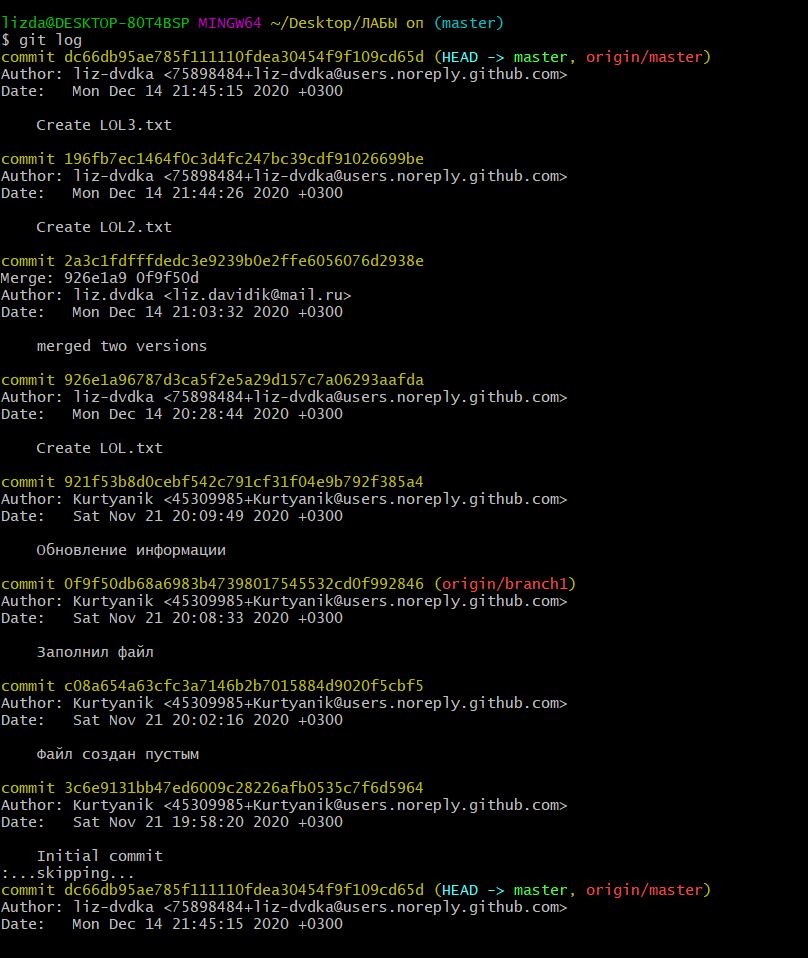 lizda@DESKTOP-8OT4BSP MINGW64 ~/Desktop/ЛАБЫ оп (master)
$ git log
commit dc66db95ae785f111110fdea30454f9f109cd65d (HEAD -> master, origin/master)
Author: liz-dvdka <75898484+liz-dvdka@users.noreply.github.com>
Date:   Mon Dec 14 21:45:15 2020 +0300

    Create LOL3.txt

commit 196fb7ec1464f0c3d4fc247bc39cdf91026699be
Author: liz-dvdka <75898484+liz-dvdka@users.noreply.github.com>
Date:   Mon Dec 14 21:44:26 2020 +0300

    Create LOL2.txt

commit 2a3c1fdfffdedc3e9239b0e2ffe6056076d2938e
Merge: 926e1a9 0f9f50d
Author: liz.dvdka <liz.davidik@mail.ru>
Date:   Mon Dec 14 21:03:32 2020 +0300

    merged two versions

commit 926e1a96787d3ca5f2e5a29d157c7a06293aafda
Author: liz-dvdka <75898484+liz-dvdka@users.noreply.github.com>
Date:   Mon Dec 14 20:28:44 2020 +0300

    Create LOL.txt

commit 921f53b8d0cebf542c791cf31f04e9b792f385a4
Author: Kurtyanik <45309985+Kurtyanik@users.noreply.github.com>
Date:   Sat Nov 21 20:09:49 2020 +0300

    Обновление информации

commit 0f9f50db68a6983b47398017545532cd0f992846 (origin/branch1)
Author: Kurtyanik <45309985+Kurtyanik@users.noreply.github.com>
Date:   Sat Nov 21 20:08:33 2020 +0300

    Заполнил файл

commit c08a654a63cfc3a7146b2b7015884d9020f5cbf5
Author: Kurtyanik <45309985+Kurtyanik@users.noreply.github.com>
Date:   Sat Nov 21 20:02:16 2020 +0300

    Файл создан пустым

commit 3c6e9131bb47ed6009c28226afb0535c7f6d5964
Author: Kurtyanik <45309985+Kurtyanik@users.noreply.github.com>
Date:   Sat Nov 21 19:58:20 2020 +0300

    Initial commit
:...skipping...
commit dc66db95ae785f111110fdea30454f9f109cd65d (HEAD -> master, origin/master)
Author: liz-dvdka <75898484+liz-dvdka@users.noreply.github.com>
Date:   Mon Dec 14 21:45:15 2020 +0300